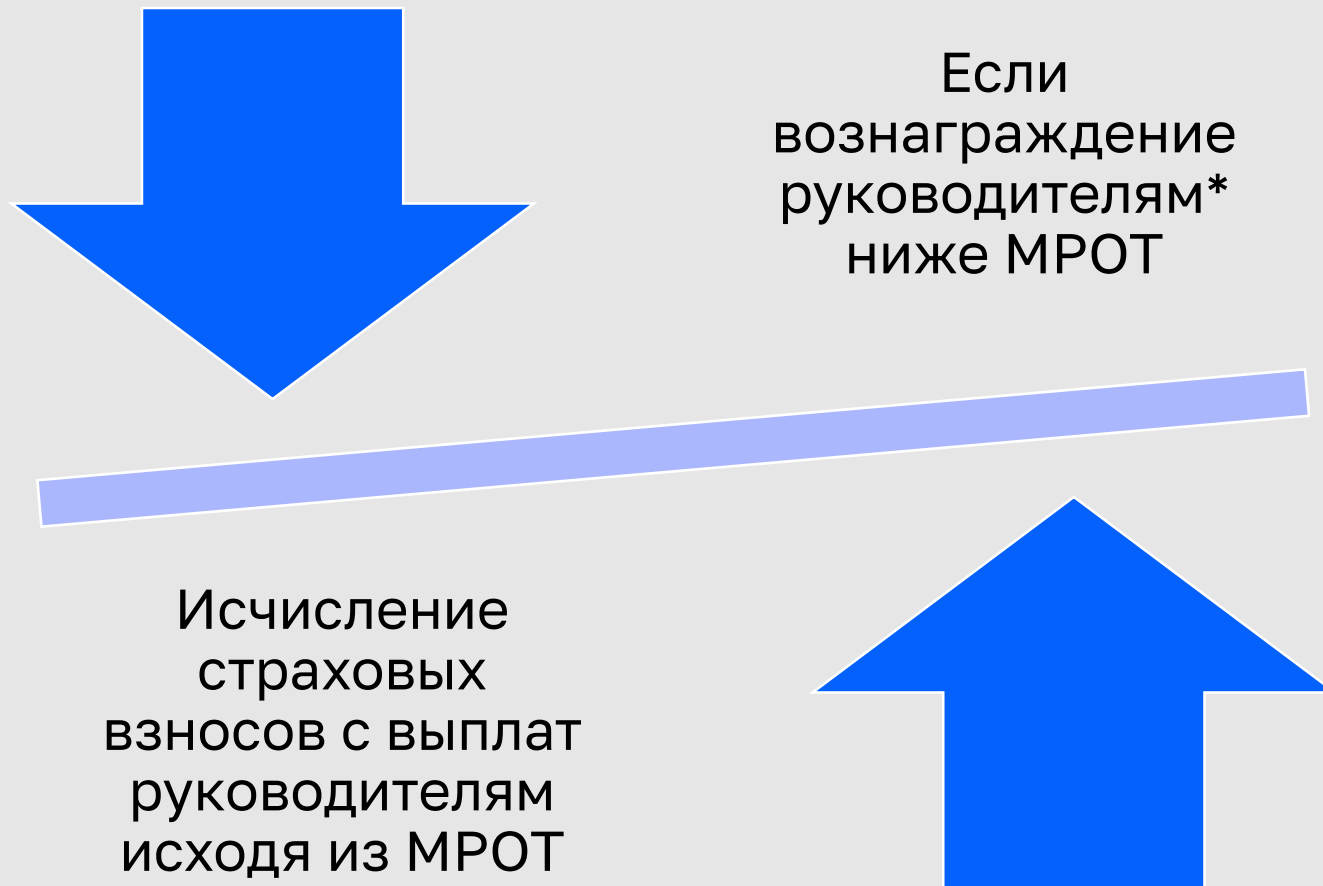 Если
вознаграждение
руководителям*
ниже МРОТ
Исчисление
страховых
взносов с выплат
руководителям
исходя из МРОТ